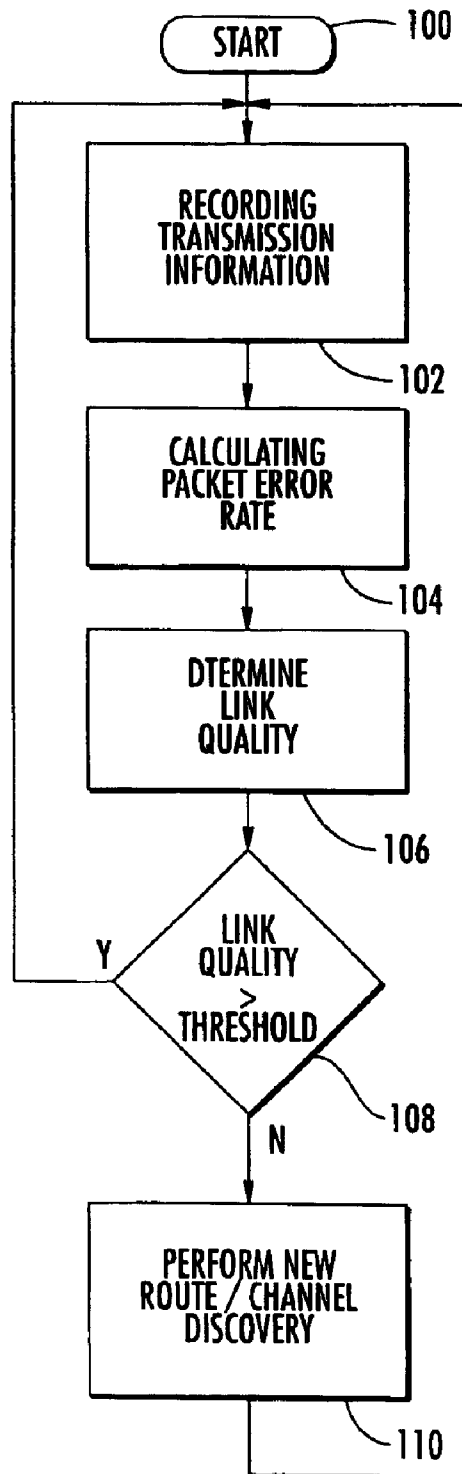 START
100
RECORDING
TRANSMISSION
INFORMATION
102
CALCULATING
PACKET ERROR
RATE
104
DTERMINE
LINK
QUALITY
106
Y
LINK
QUALITY
>
THRESHOLD
108
N
PERFORM NEW
ROUTE / CHANNEL
DISCOVERY
110